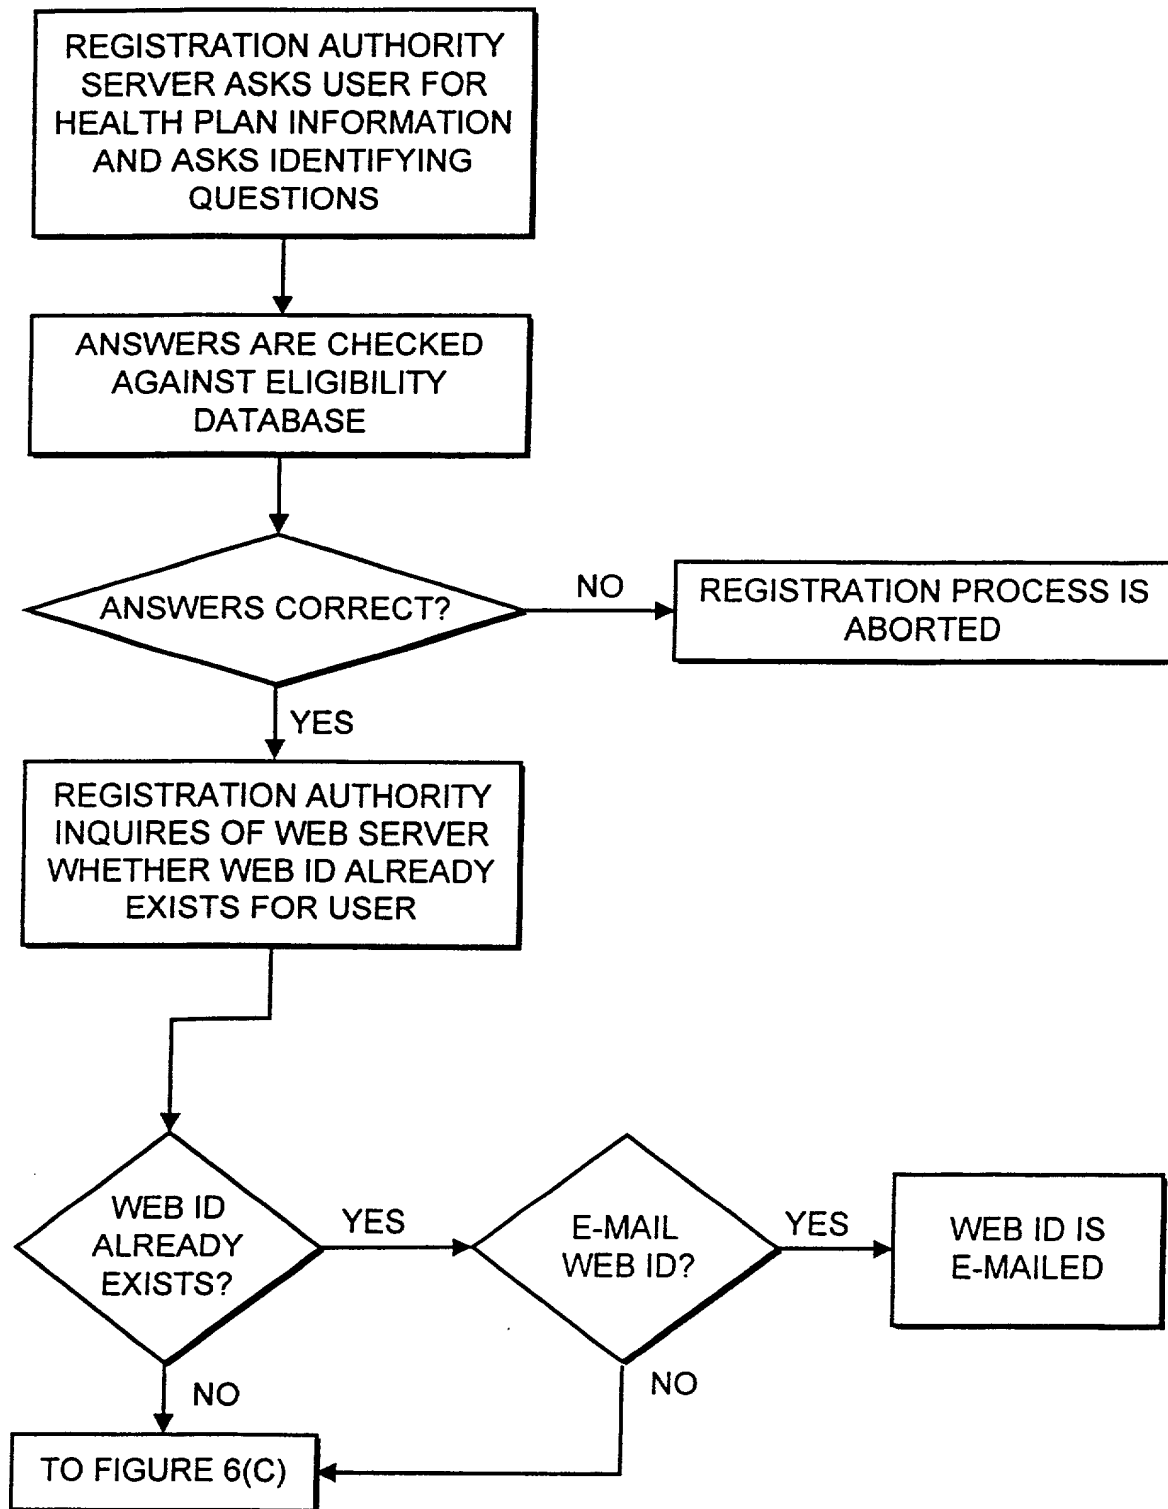 REGISTRATION AUTHORITY
SERVER ASKS USER FOR
HEALTH PLAN INFORMATION
AND ASKS IDENTIFYING
QUESTIONS
ANSWERS ARE CHECKED
AGAINST ELIGIBILITY
DATABASE
ANSWERS CORRECT?
NO
REGISTRATION PROCESS IS
ABORTED
YES
REGISTRATION AUTHORITY
INQUIRES OF WEB SERVER
WHETHER WEB ID ALREADY
EXISTS FOR USER
WEB ID
ALREADY
EXISTS?
YES
E-MAIL
WEB ID?
YES
WEB ID IS
E-MAILED
NO
NO
TO FIGURE 6(C)